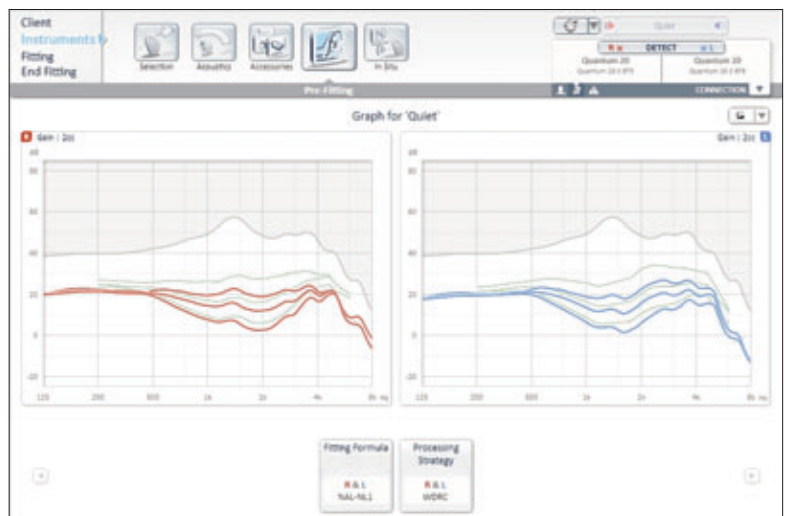 Client
Instruments
Fitting
End Fitting
Selection
Acoustics
Accessories
In Situ
Pre-Fitting
Quiet
R DETECT L
Quantum 20
Quantum 20
CONNECTION
Graph for 'Quiet'
R Gain | 2cc
Gain | 2cc L
80
60
40
20
0
-20
125 250 500 1k 2k 4k 8k Hz
80
60
40
20
0
-20
125 250 500 1k 2k 4k 8k Hz
Fitting Formula
R & L
NAL-NL1
Processing Strategy
R & L
WDRC